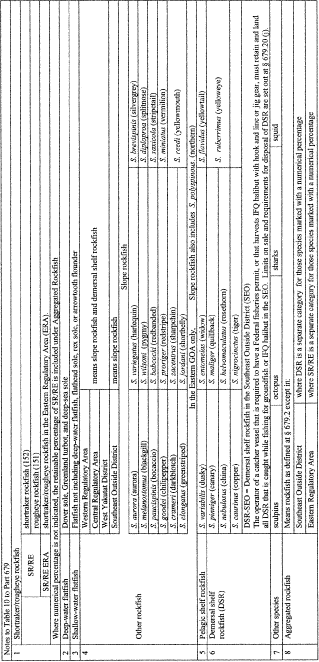 Notes to Table 10 to Part 679
1 Shortraker/rougheye rockfish
SR/RE
shortraker rockfish (152)
rougheye rockfish (151)
SR/RE ERA
shortraker/rougheye rockfish in the Eastern Regulatory Area (ERA).
Where numerical percentage is not indicated, the retainable percentage of SR/RE is included under Aggregated Rockfish
2 Deep-water flatfish
Dover sole, Greenland turbot, and deep-sea sole
3 Shallow-water flatfish
Flatfish not including deep-water flatfish, flathead sole, rex sole, or arrowtooth flounder
4 Other rockfish
Western Regulatory Area
Central Regulatory Area
West Yakutat District
means slope rockfish and demersal shelf rockfish
Southeast Outside District
means slope rockfish
Slope rockfish
S. aurora (aurora) S. variegatus (harlequin) S. brevispinis (silvergrey)
S. melanostomus (blackgill) S. wilsoni (pygmy) S. diploproa (splitnose)
S. paucispinis (bocaccio) S. babcocki (redbanded) S. saxicola (stripetail)
S. goodei (chilipepper) S. proriger (redstripe) S. miniatus (vermilion)
S. crameri (darkblotch) S. zacentrus (sharpchin)
S. elongatus (greenstriped) S. jordani (shortbelly) S. reedi (yellowmouth)
In the Eastern GOA only, Slope rockfish also includes S. polyspinous (northern)
5 Pelagic shelf rockfish
S. variabilis (dusky) S. entomelas (widow) S. flavidus (yellowtail)
6 Demersal shelf rockfish (DSR)
S. pinniger (canary) S. maliger (quillback) S. ruberrimus (yelloweye)
S. nebulosus (china) S. helvomaculatus (rosethorn)
S. caurinus (copper) S. nigrocinctus (tiger)
DSR-SEO = Demersal shelf rockfish in the Southeast Outside District (SEO)
The operator of a catcher vessel that is required to have a Federal fisheries permit, or that harvests IFQ halibut with hook and line or jig gear, must retain and land
all DSR that is caught while fishing for groundfish or IFQ halibut in the SEO. Limits on sale and requirements for disposal of DSR are set out at § 679.20 (j).
7 Other species
sculpins octopus sharks squid
8 Aggregated rockfish
Means rockfish as defined at § 679.2 except in:
Southeast Outside District
where DSR is a separate category for those species marked with a numerical percentage
Eastern Regulatory Area
where SR/RE is a separate category for those species marked with a numerical percentage